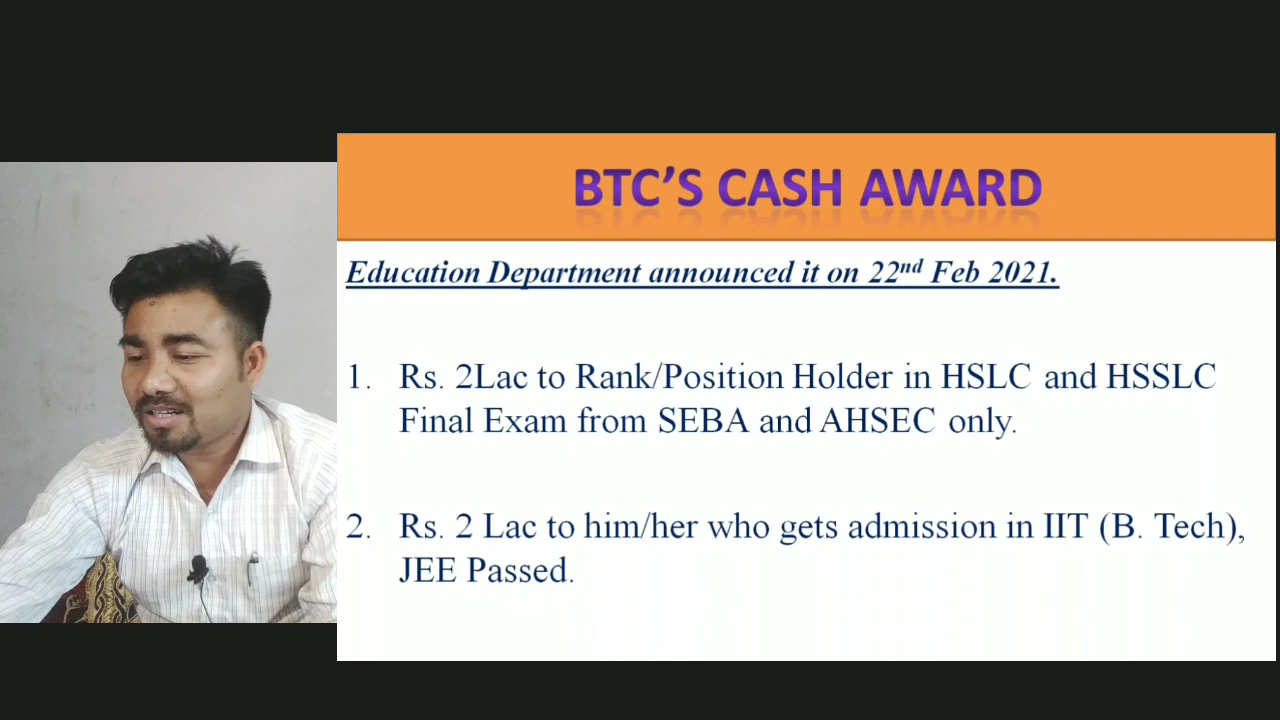 BTC'S CASH AWARD
Education Department announced it on 22nd Feb 2021.
1. Rs. 2Lac to Rank/Position Holder in HSLC and HSSLC
Final Exam from SEBA and AHSEC only.
2. Rs. 2 Lac to him/her who gets admission in IIT (B. Tech),
JEE Passed.